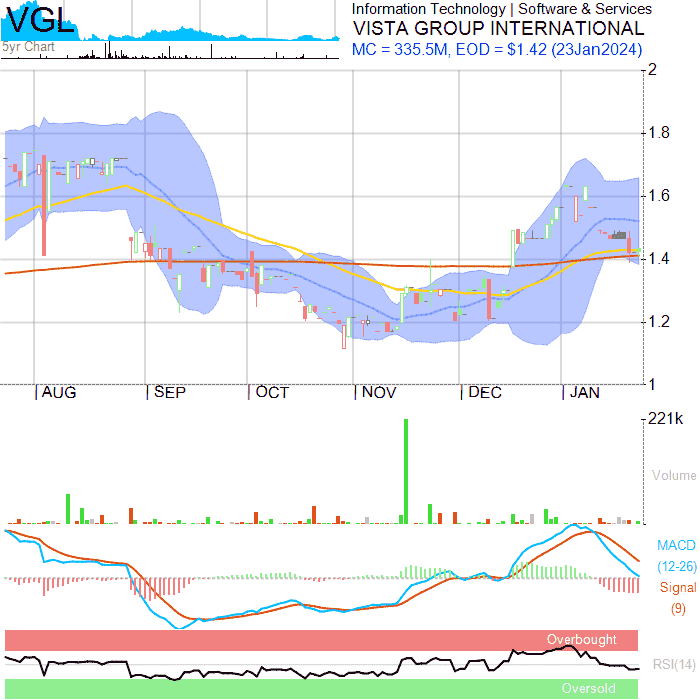 VGL
5yr Chart
Information Technology | Software & Services
VISTA GROUP INTERNATIONAL
MC = 335.5M, EOD = $1.42 (23Jan2024)
2
1.8
1.6
1.4
1.2
1
AUG
SEP
OCT
NOV
DEC
JAN
221k
Volume
MACD
(12-26)
Signal
(9)
Overbought
RSI(14)
Oversold